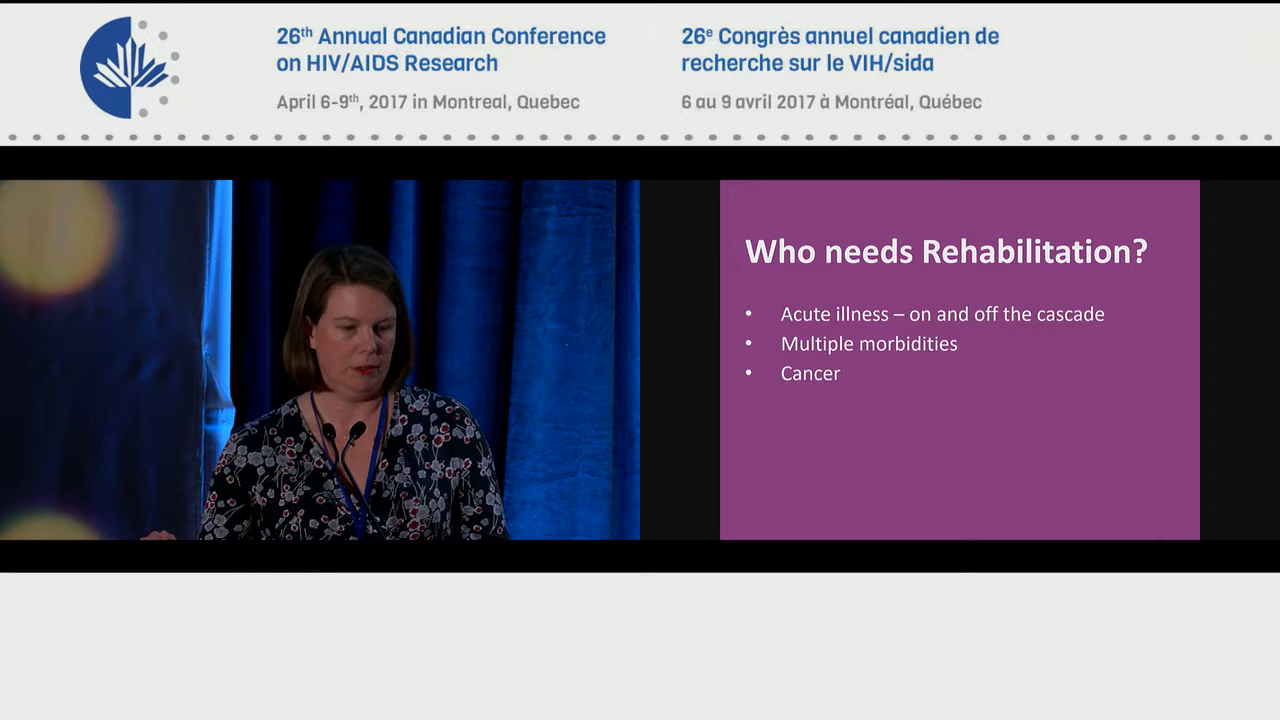 26th Annual Canadian Conference
on HIV/AIDS Research
April 6-9th, 2017 in Montreal, Quebec
26e Congrès annuel canadien de
recherche sur le VIH/sida
6 au 9 avril 2017 à Montréal, Québec
Who needs Rehabilitation?
• Acute illness – on and off the cascade
• Multiple morbidities
• Cancer